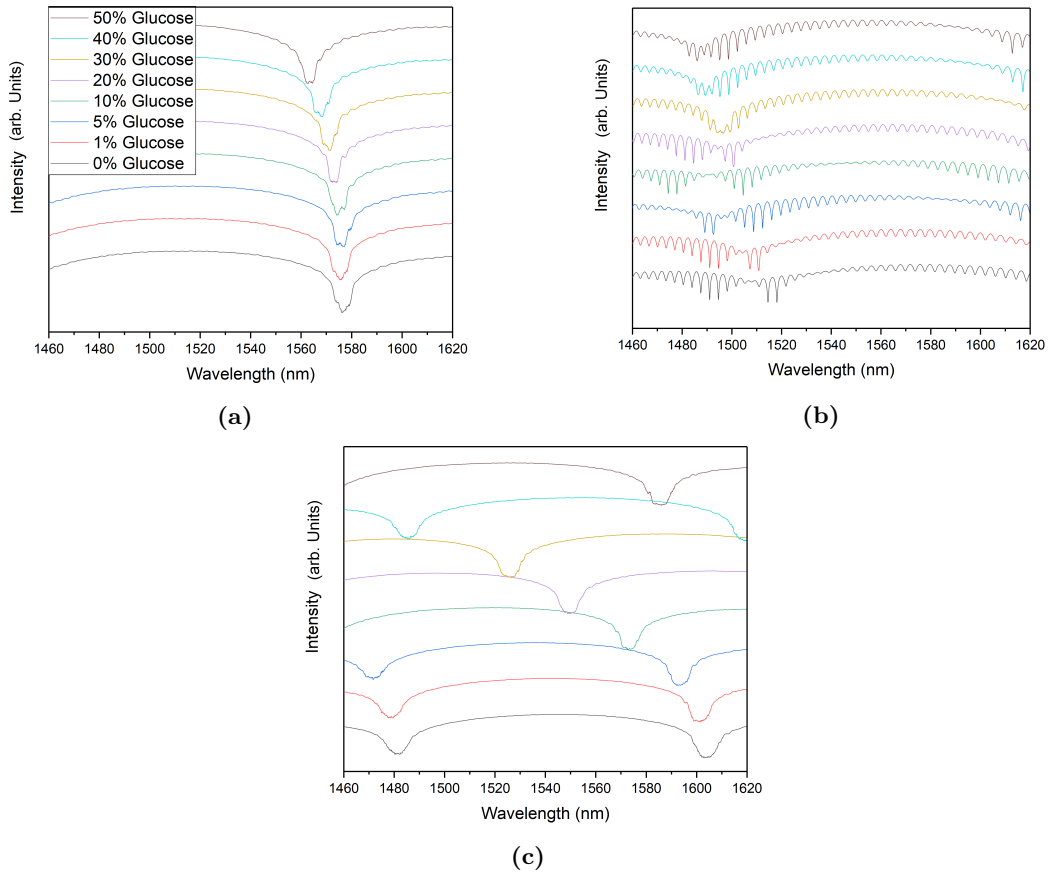 50% Glucose
40% Glucose
30% Glucose
20% Glucose
10% Glucose
5% Glucose
1% Glucose
0% Glucose
Intensity (arb. Units)
1460 1480 1500 1520 1540 1560 1580 1600 1620
Wavelength (nm)
(a)
Intensity (arb. Units)
1460 1480 1500 1520 1540 1560 1580 1600 1620
Wavelength (nm)
(b)
Intensity (arb. Units)
1460 1480 1500 1520 1540 1560 1580 1600 1620
Wavelength (nm)
(c)